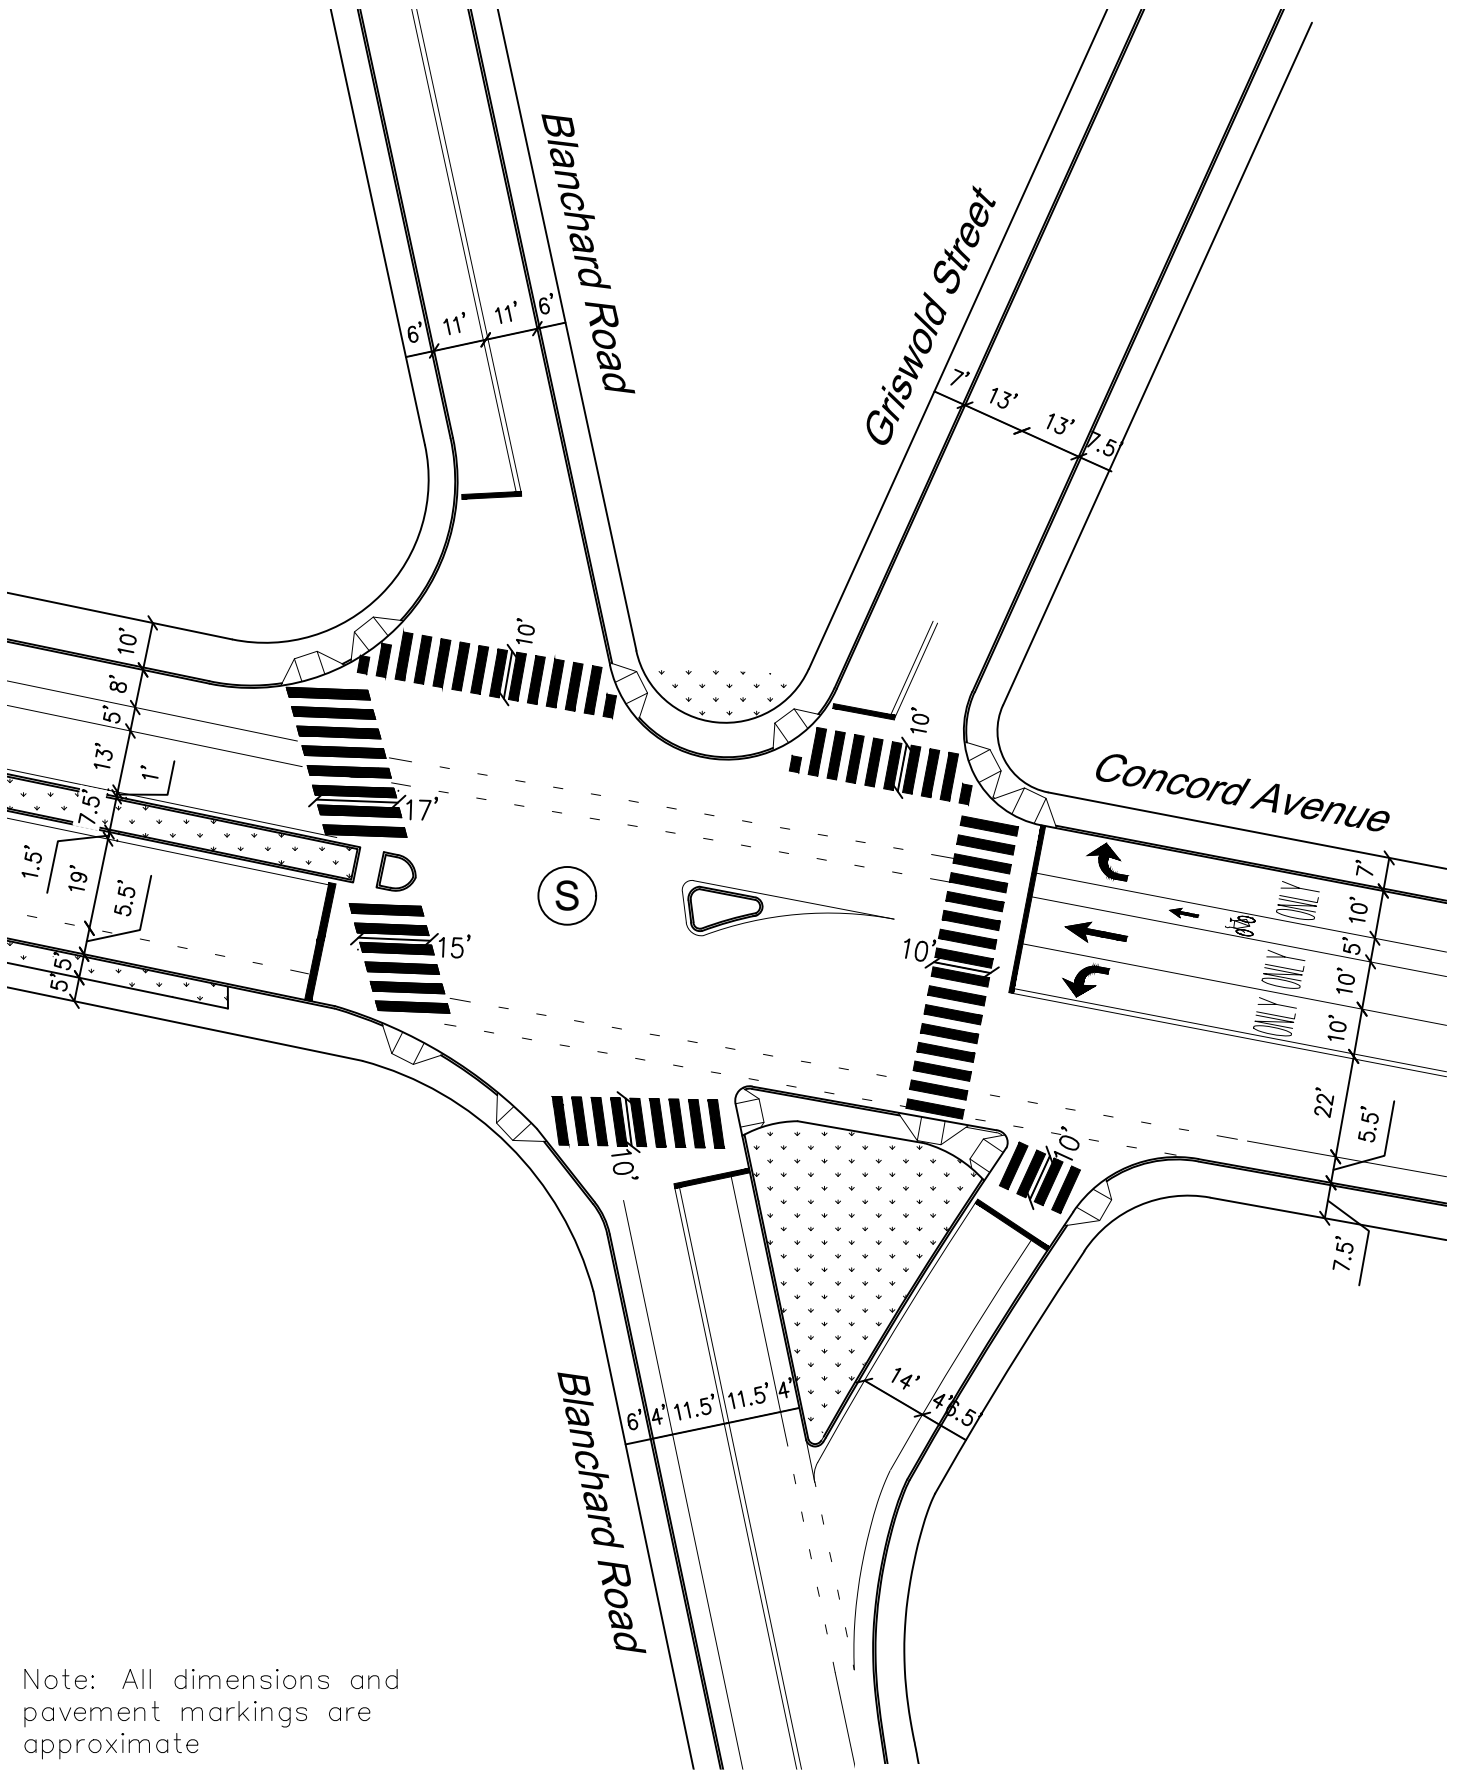 Blanchard Road
Griswold Street
6' 11' 11' 6'
7' 13' 13' 7.5'
10'
10'
10'
8'
5'
13'
1'
7.5'
1.5'
19'
5.5'
5'
5'
17'
15'
S
10'
10'
Concord Avenue
7'
10'
5'
10'
10'
22'
5.5'
7.5'
ONLY
ONLY
ONLY
ONLY
10'
10'
14' 4' 6.5'
6' 4' 11.5' 11.5' 4'
Blanchard Road
Note: All dimensions and
pavement markings are
approximate